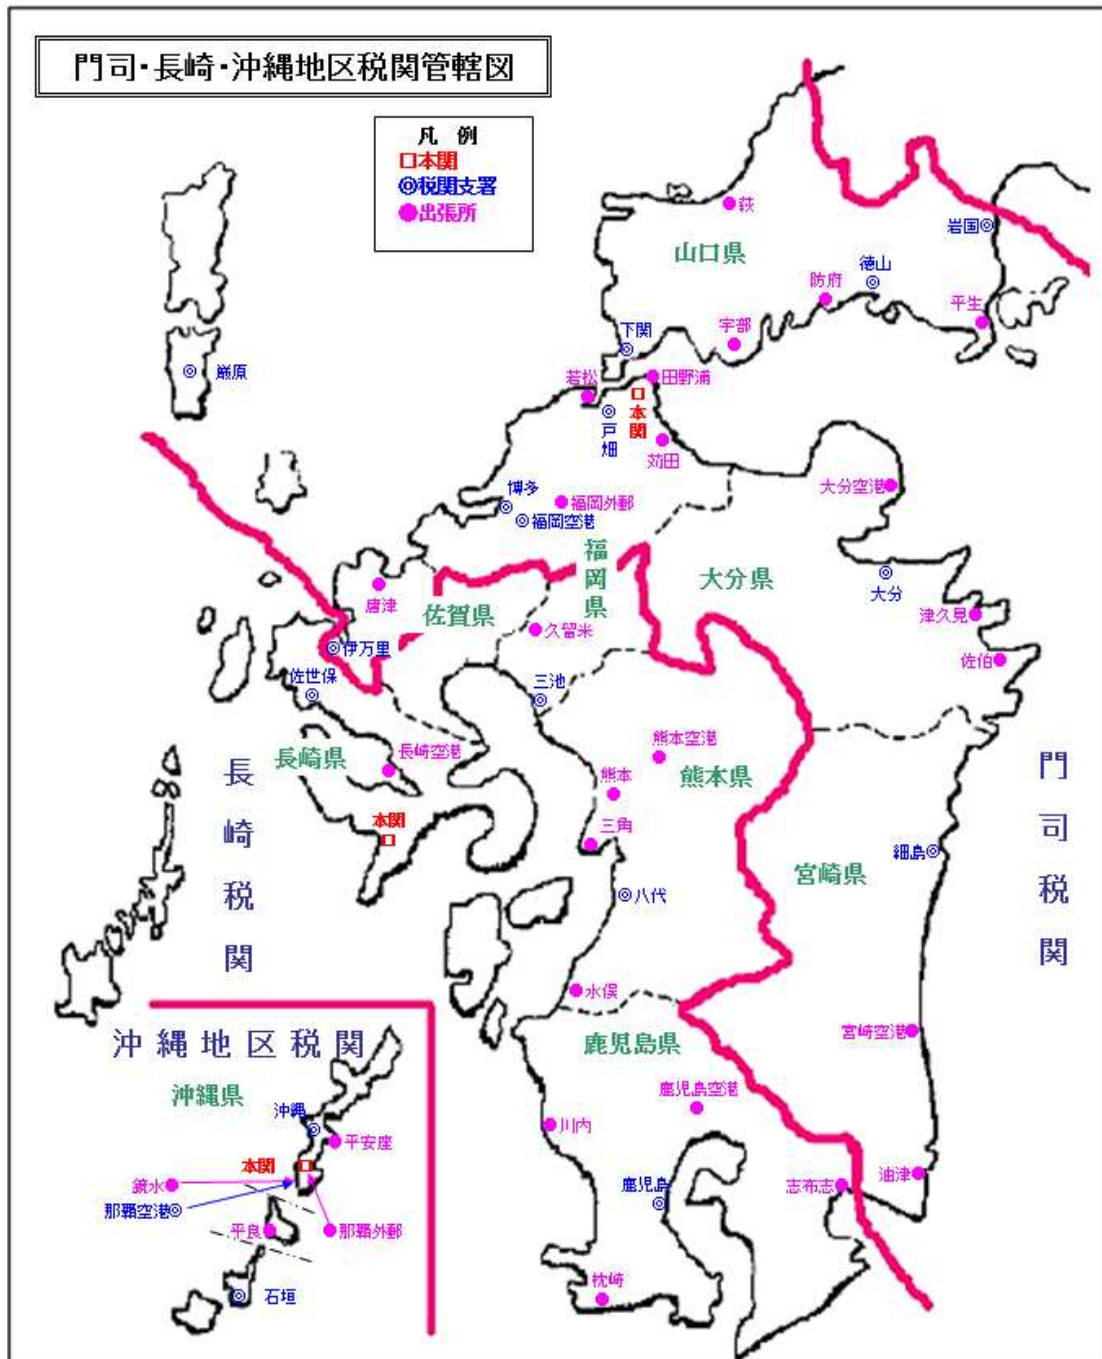 門司・長崎・沖縄地区税関管轄図
凡 例
本関
税関支署
出張所
萩
岩国
山口県
徳山
防府
平生
宇部
下関
厳原
田野浦
若松
本関
戸畑
苅田
大分空港
博多
福岡外郵
福岡空港
福岡県
大分県
大分
唐津
佐賀県
久留米
津久見
伊万里
佐伯
佐世保
三池
熊本空港
長崎県
長崎空港
熊本県
熊本
長崎税関
門司税関
本関
三角
細島
宮崎県
八代
水俣
宮崎空港
沖縄地区税関
鹿児島県
沖縄県
鹿児島空港
沖縄
川内
平安座
本関
鏡水
鹿児島
志布志
油津
那覇空港
平良
那覇外郵
石垣
枕崎